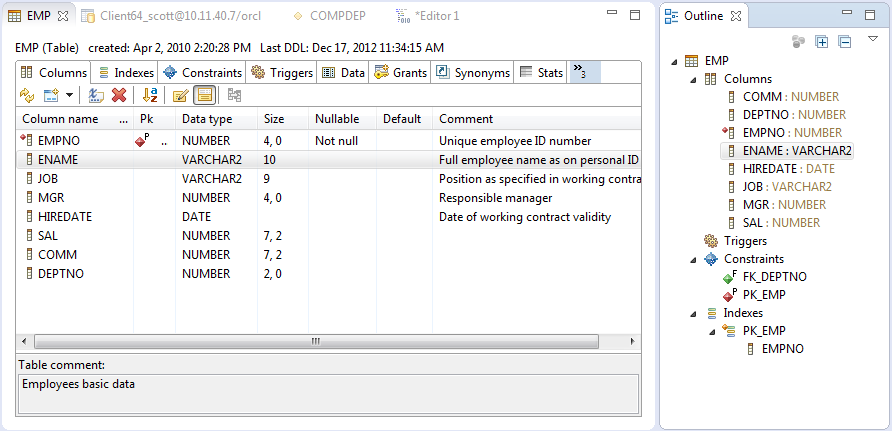 EMP Client64_scott@10.11.40.7/orcl COMPDEP *Editor 1
EMP (Table) created: Apr 2, 2010 2:20:28 PM Last DDL: Dec 17, 2012 11:34:15 AM
Columns Indexes Constraints Triggers Data Grants Synonyms Stats »3
Column name ... Pk Data type Size Nullable Default Comment
EMPNO P .. NUMBER 4, 0 Not null Unique employee ID number
ENAME VARCHAR2 10 Full employee name as on personal ID
JOB VARCHAR2 9 Position as specified in working contra
MGR NUMBER 4, 0 Responsible manager
HIREDATE DATE Date of working contract validity
SAL NUMBER 7, 2
COMM NUMBER 7, 2
DEPTNO NUMBER 2, 0
Table comment:
Employees basic data
Outline
EMP
Columns
COMM : NUMBER
DEPTNO : NUMBER
EMPNO : NUMBER
ENAME : VARCHAR2
HIREDATE : DATE
JOB : VARCHAR2
MGR : NUMBER
SAL : NUMBER
Triggers
Constraints
F FK_DEPTNO
P PK_EMP
Indexes
PK_EMP
EMPNO